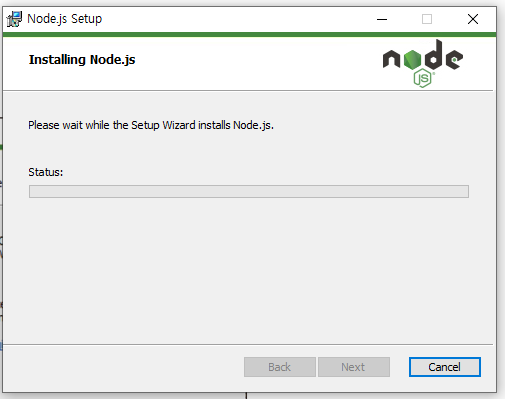 Node.js Setup
Installing Node.js
node
JS
Please wait while the Setup Wizard installs Node.js.
Status:
Back
Next
Cancel